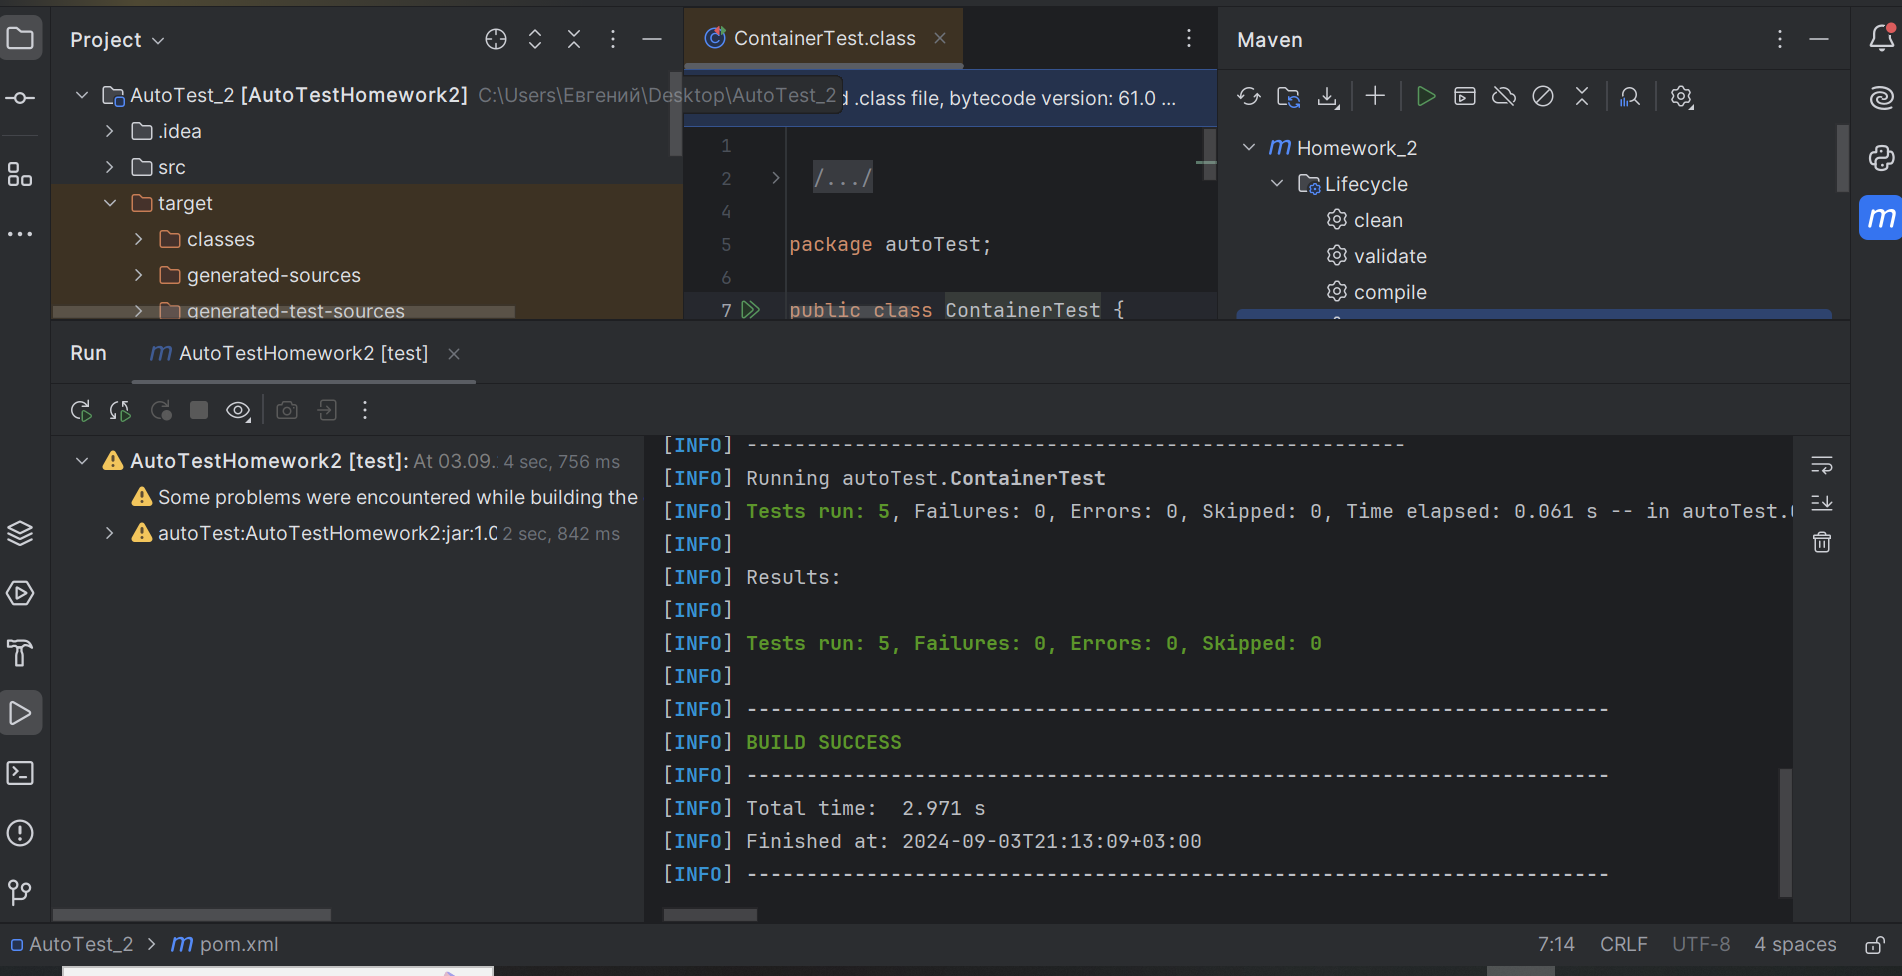 Project
ContainerTest.class
Maven
AutoTest_2 [AutoTestHomework2] C:\Users\Евгений\Desktop\AutoTest_2
.idea
src
target
classes
generated-sources
generated-test-sources
.class file, bytecode version: 61.0 ...
1
2 /.../
4
5 package autoTest;
6
7 public class ContainerTest {
Homework_2
Lifecycle
clean
validate
compile
Run
AutoTestHomework2 [test]
AutoTestHomework2 [test]: At 03.09. 4 sec, 756 ms
Some problems were encountered while building the
autoTest:AutoTestHomework2:jar:1.0 2 sec, 842 ms
[INFO] -------------------------------------------------------
[INFO] Running autoTest.ContainerTest
[INFO] Tests run: 5, Failures: 0, Errors: 0, Skipped: 0, Time elapsed: 0.061 s -- in autoTest.
[INFO]
[INFO] Results:
[INFO]
[INFO] Tests run: 5, Failures: 0, Errors: 0, Skipped: 0
[INFO]
[INFO] ------------------------------------------------------------------------
[INFO] BUILD SUCCESS
[INFO] ------------------------------------------------------------------------
[INFO] Total time:  2.971 s
[INFO] Finished at: 2024-09-03T21:13:09+03:00
[INFO] ------------------------------------------------------------------------
AutoTest_2 > m pom.xml
7:14 CRLF UTF-8 4 spaces